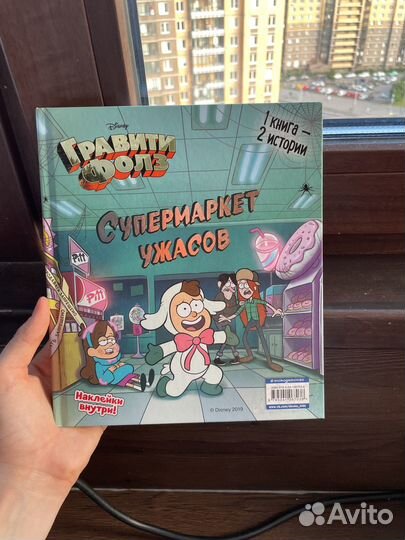 Disney
ГРАВИТИ
ФОЛЗ
1 КНИГА —
2 ИСТОРИИ
СУПЕРМАРКЕТ
УЖАСОВ
Pitt
Pitt
Наклейки
внутри!
© Disney 2019
Avito